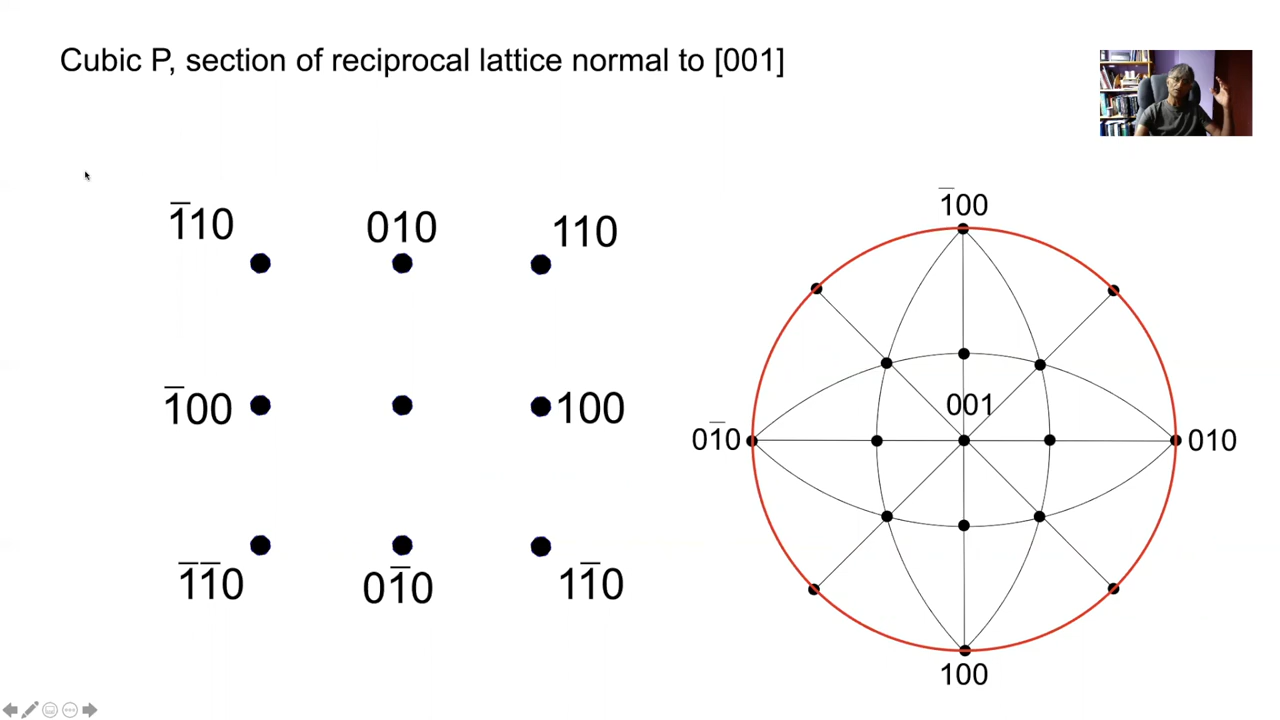 Cubic P, section of reciprocal lattice normal to [001]
1̅10 010 110
1̅00 100
1̅1̅0 01̅0 11̅0
1̅00
001
01̅0 010
100